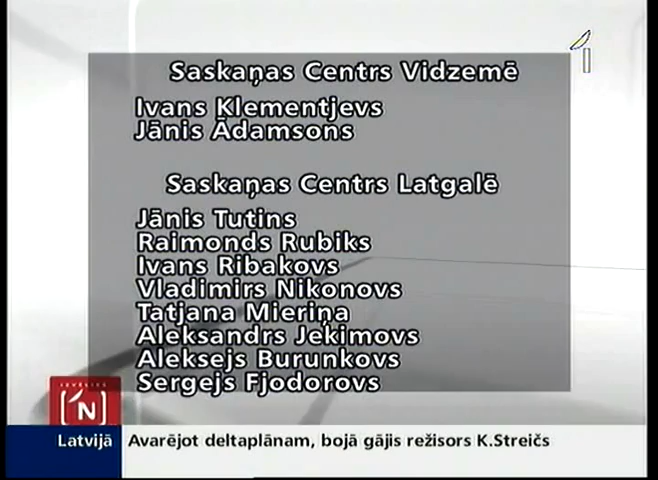 Saskaņas Centrs Vidzemē
Ivans Klementjevs
Jānis Ādamsons
Saskaņas Centrs Latgalē
Jānis Tutins
Raimonds Rubiks
Ivans Ribakovs
Vladimirs Nikonovs
Tatjana Mieriņa
Aleksandrs Jekimovs
Aleksejs Burunkovs
Sergejs Fjodorovs
[N]
Latvijā Avarējot deltaplānam, bojā gājis režisors K.Streičs
1